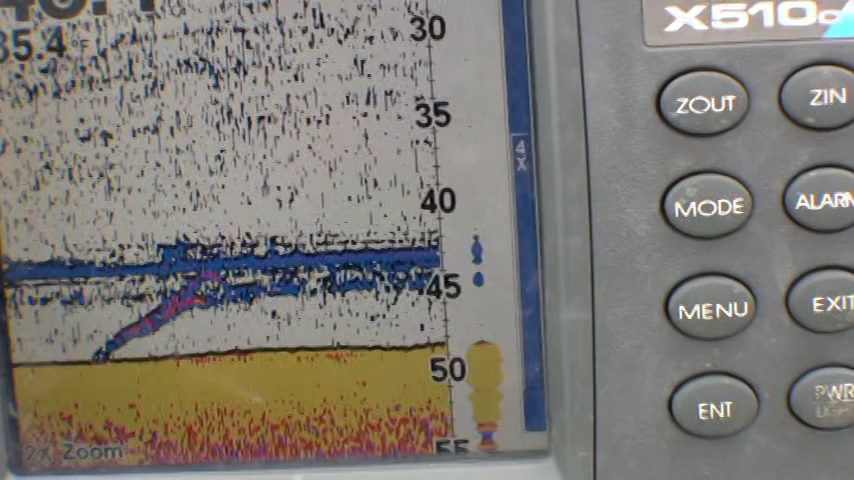 X510c
30
35.4 F
ZOUT ZIN
35
4X
40
MODE ALARM
45
MENU EXIT
50
ENT PWR
LIGHT
55
2X Zoom